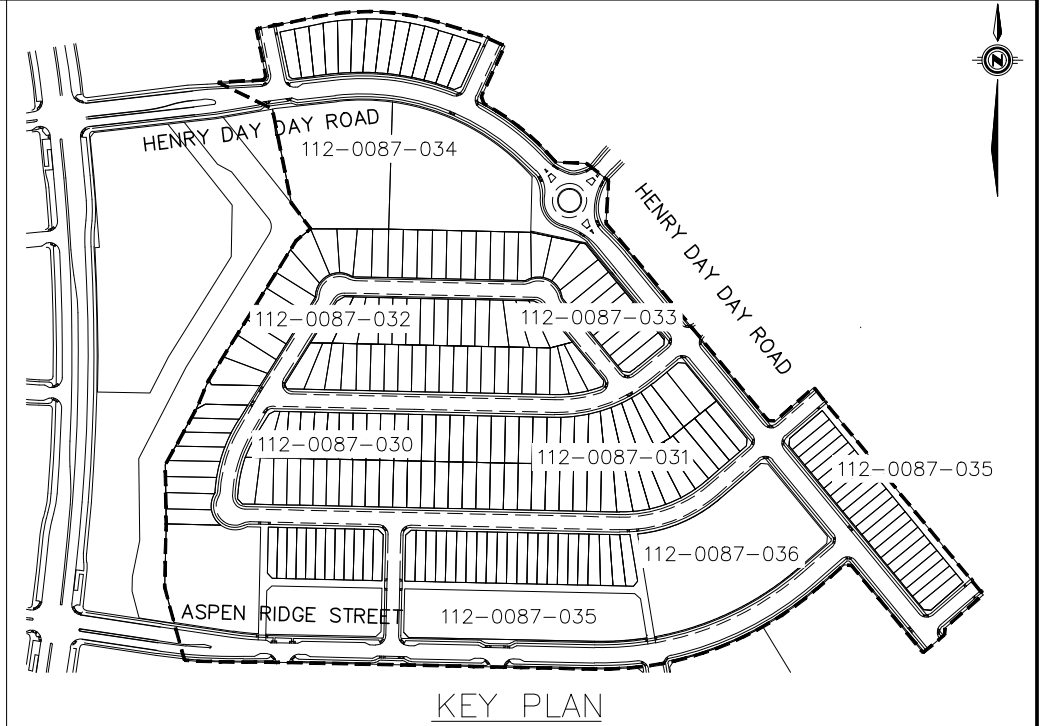 HENRY DAY DAY ROAD
112-0087-034
HENRY DAY DAY ROAD
112-0087-032
112-0087-033
112-0087-030
112-0087-031
112-0087-035
112-0087-036
ASPEN RIDGE STREET
112-0087-035
KEY PLAN
N